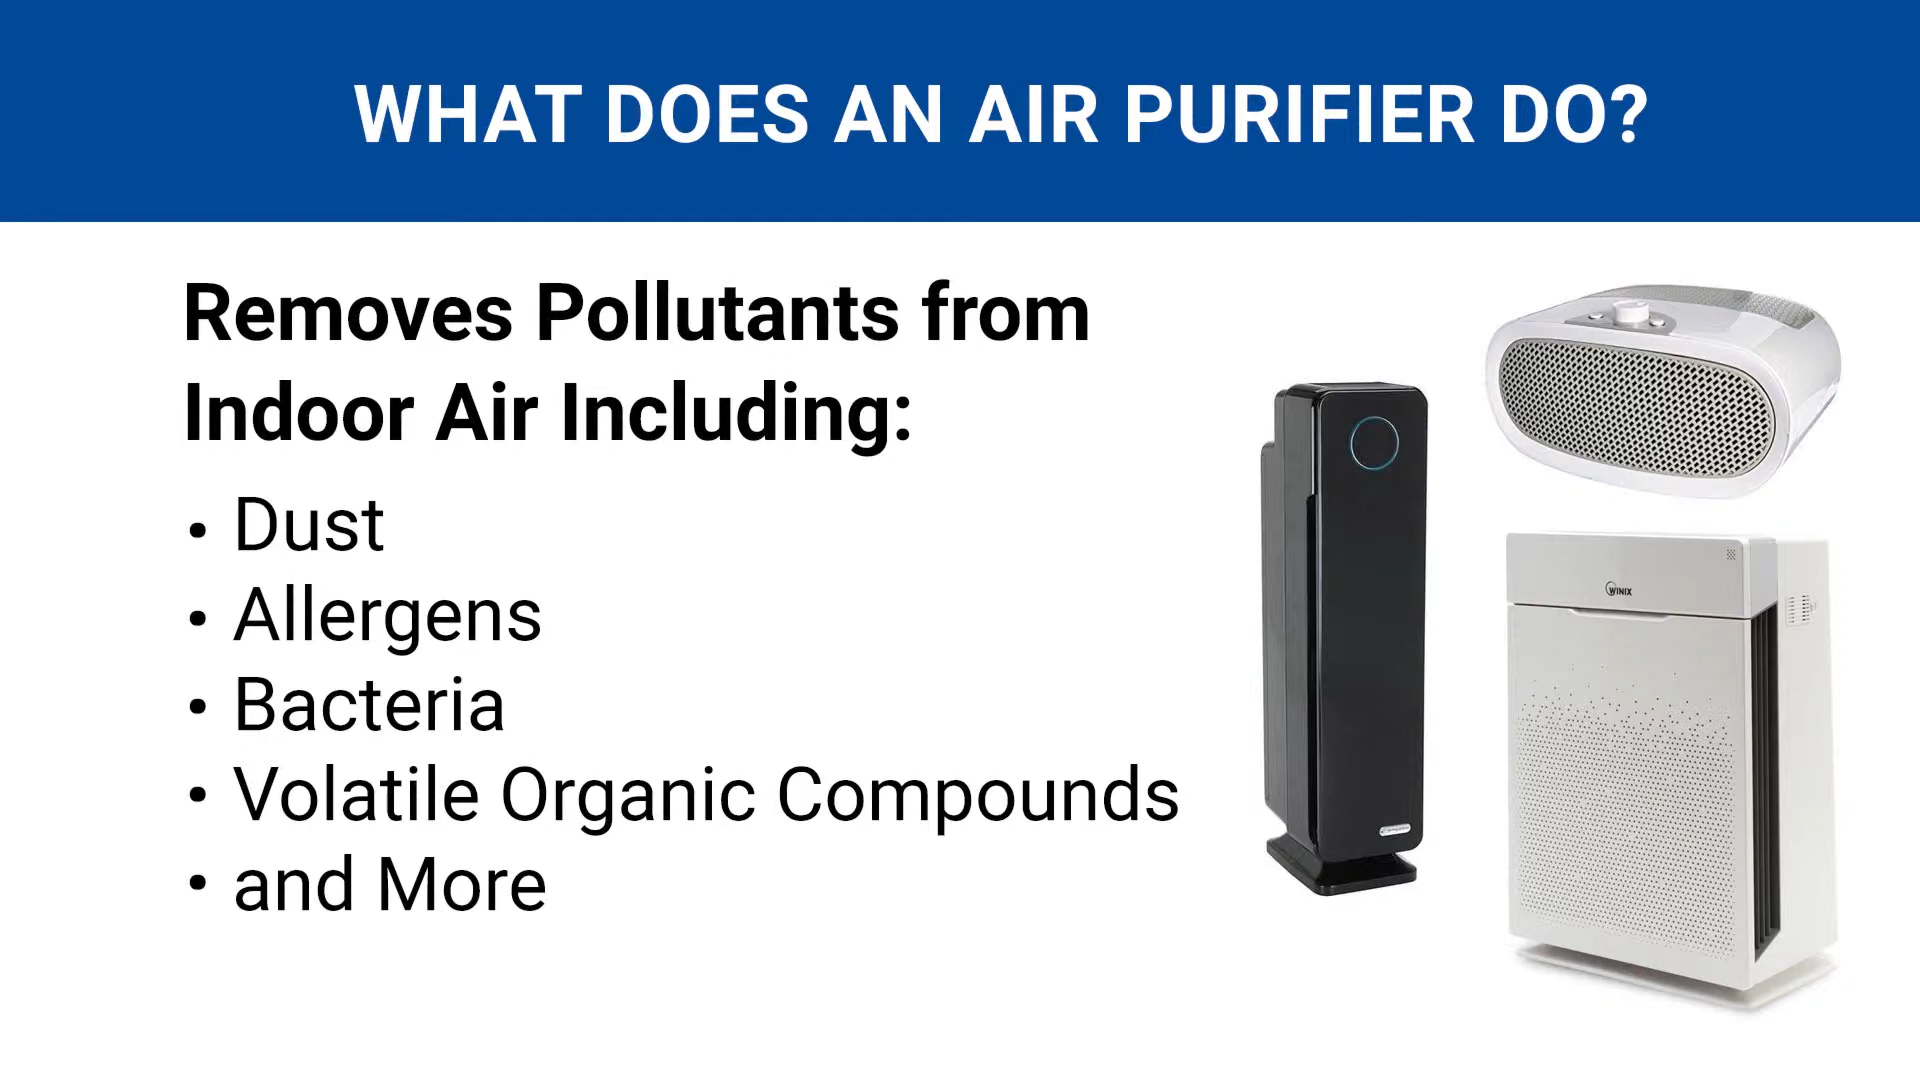 WHAT DOES AN AIR PURIFIER DO?
Removes Pollutants from
Indoor Air Including:
• Dust
• Allergens
• Bacteria
• Volatile Organic Compounds
• and More
WINIX